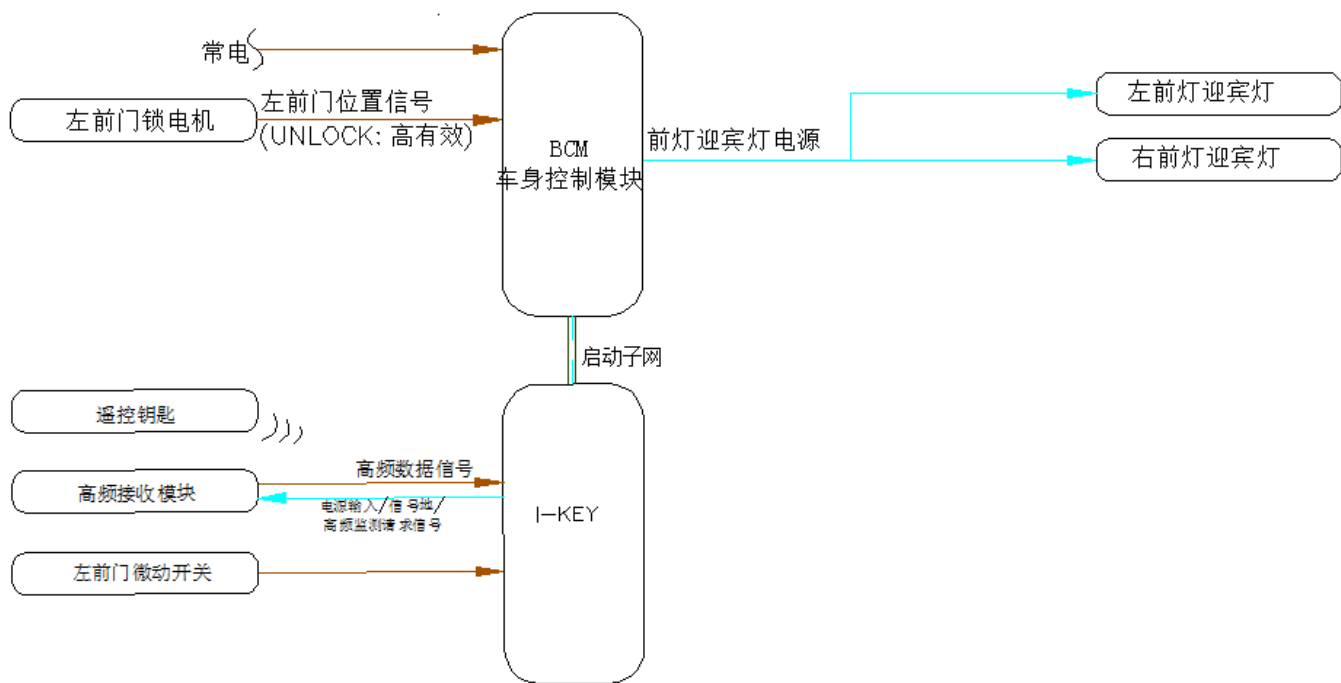 常电
左前门锁电机
左前门位置信号
(UNLOCK: 高有效)
BCM
车身控制模块
前灯迎宾灯电源
左前灯迎宾灯
右前灯迎宾灯
启动子网
遥控钥匙
高频接收模块
高频数据信号
电源输入/信号地/
高频监测请求信号
左前门微动开关
I-KEY